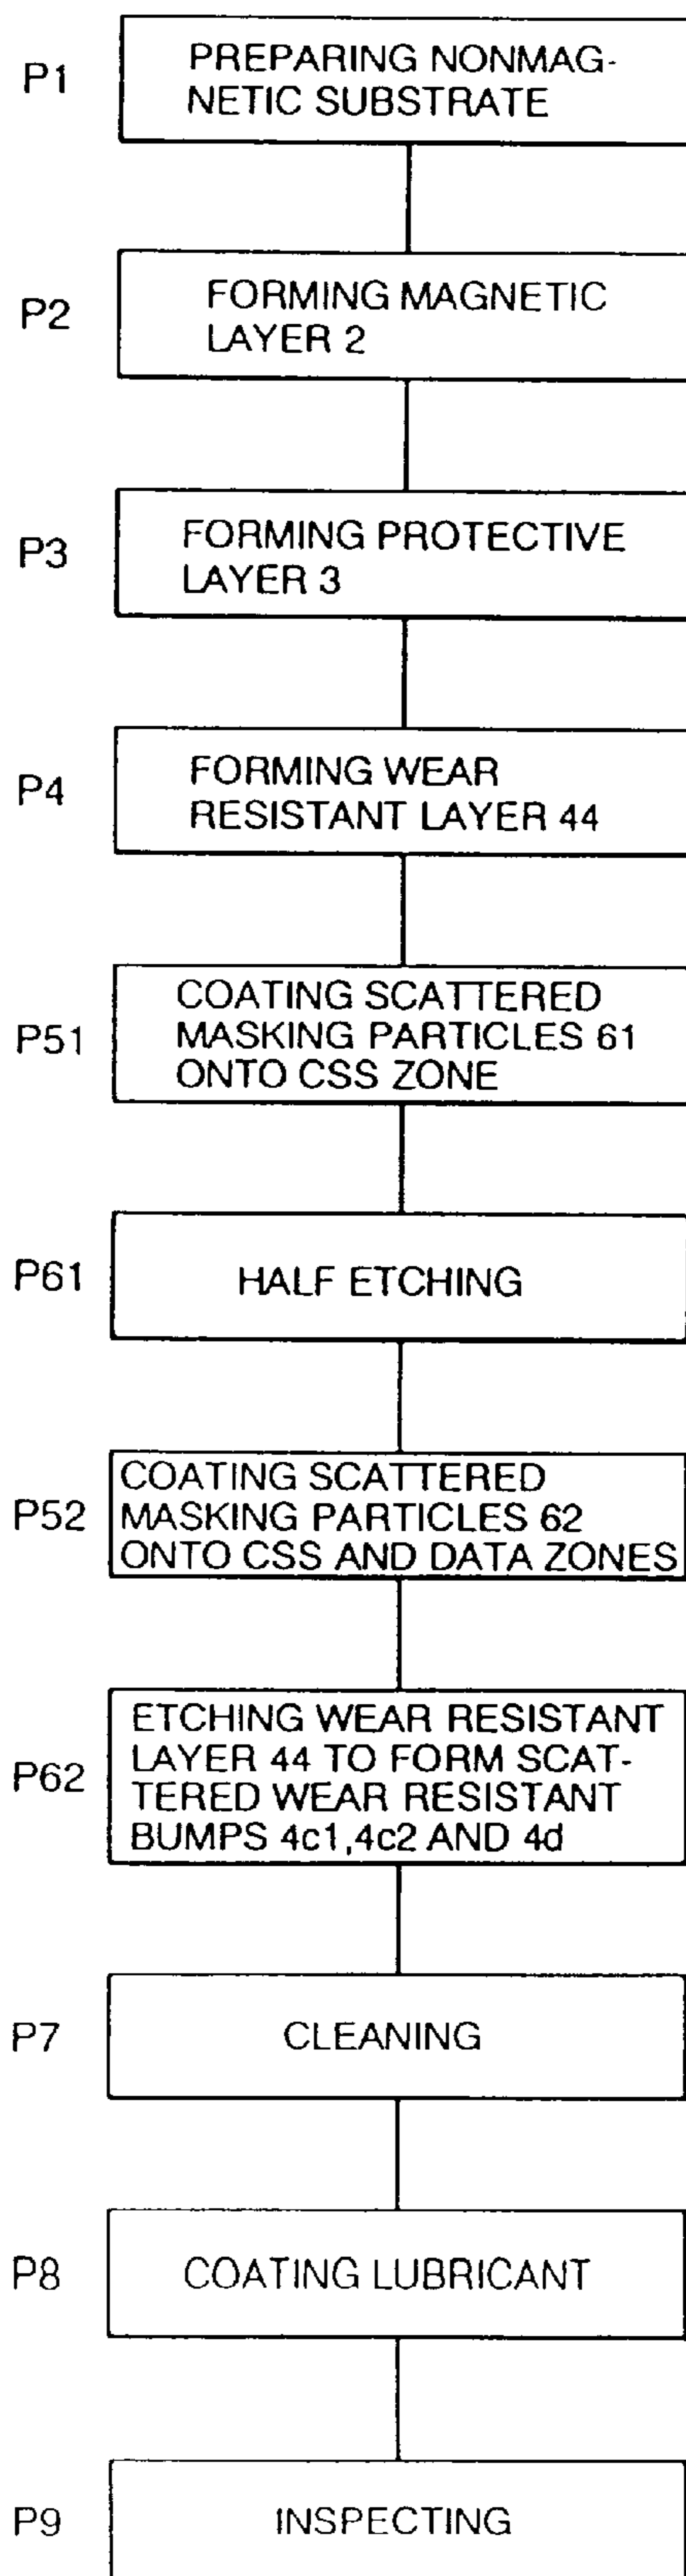 P1
PREPARING NONMAG-
NETIC SUBSTRATE
P2
FORMING MAGNETIC
LAYER 2
P3
FORMING PROTECTIVE
LAYER 3
P4
FORMING WEAR
RESISTANT LAYER 44
P51
COATING SCATTERED
MASKING PARTICLES 61
ONTO CSS ZONE
P61
HALF ETCHING
P52
COATING SCATTERED
MASKING PARTICLES 62
ONTO CSS AND DATA ZONES
P62
ETCHING WEAR RESISTANT
LAYER 44 TO FORM SCAT-
TERED WEAR RESISTANT
BUMPS 4c1,4c2 AND 4d
P7
CLEANING
P8
COATING LUBRICANT
P9
INSPECTING